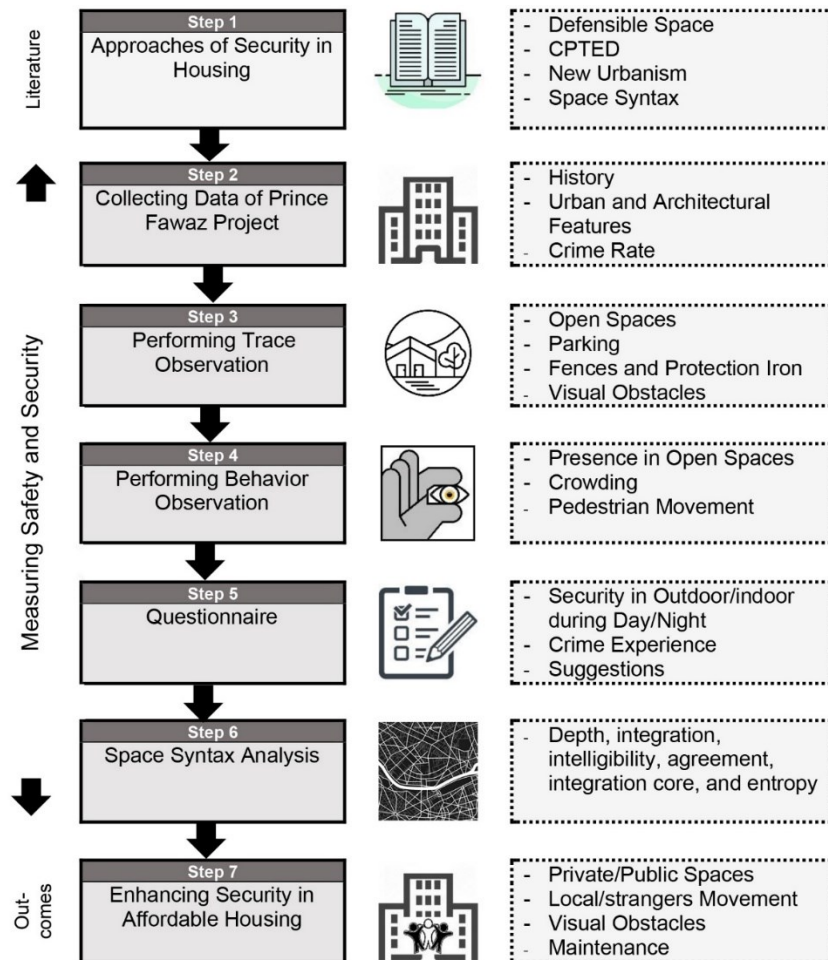 Literature
Step 1
Approaches of Security in
Housing
- Defensible Space
- CPTED
- New Urbanism
- Space Syntax
Measuring Safety and Security
Step 2
Collecting Data of Prince
Fawaz Project
- History
- Urban and Architectural
Features
- Crime Rate
Step 3
Performing Trace
Observation
- Open Spaces
- Parking
- Fences and Protection Iron
- Visual Obstacles
Step 4
Performing Behavior
Observation
- Presence in Open Spaces
- Crowding
- Pedestrian Movement
Step 5
Questionnaire
- Security in Outdoor/indoor
during Day/Night
- Crime Experience
- Suggestions
Step 6
Space Syntax Analysis
- Depth, integration,
intelligibility, agreement,
integration core, and entropy
Out-
comes
Step 7
Enhancing Security in
Affordable Housing
- Private/Public Spaces
- Local/strangers Movement
- Visual Obstacles
- Maintenance